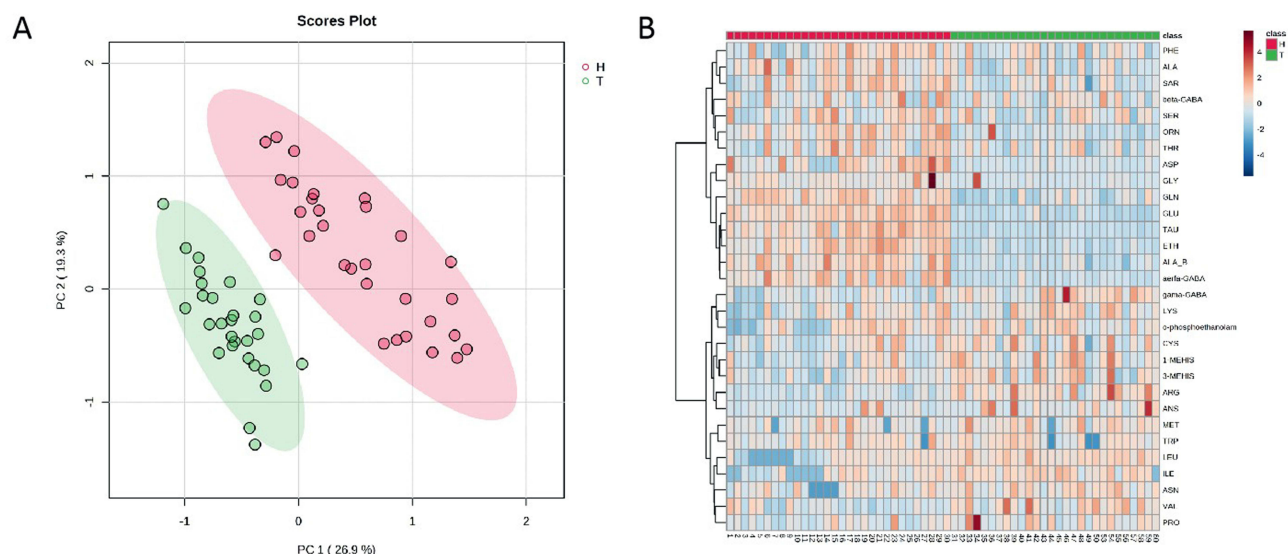 A
Scores Plot
PC 2 ( 19.3 %)
2
1
0
-1
-1
0
1
2
PC 1 ( 26.9 %)
H
T
B
class
PHE
ALA
SAR
beta-GABA
SER
ORN
THR
ASP
GLY
GLN
GLU
TAU
ETH
ALA_B
aerfa-GABA
gama-GABA
LYS
o-phosphoethanolam
CYS
1-MEHIS
3-MEHIS
ARG
ANS
MET
TRP
LEU
ILE
ASN
VAL
PRO
4
2
0
-2
-4
class
H
T